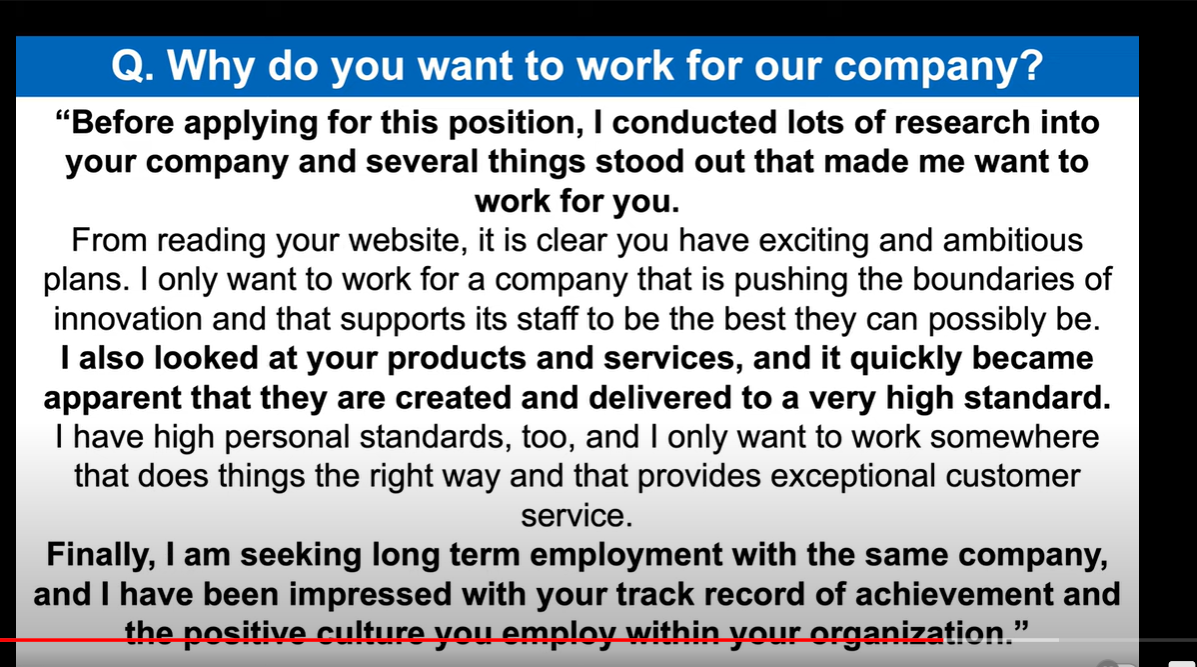 Q. Why do you want to work for our company?
“Before applying for this position, I conducted lots of research into
your company and several things stood out that made me want to
work for you.
From reading your website, it is clear you have exciting and ambitious
plans. I only want to work for a company that is pushing the boundaries of
innovation and that supports its staff to be the best they can possibly be.
I also looked at your products and services, and it quickly became
apparent that they are created and delivered to a very high standard.
I have high personal standards, too, and I only want to work somewhere
that does things the right way and that provides exceptional customer
service.
Finally, I am seeking long term employment with the same company,
and I have been impressed with your track record of achievement and
the positive culture you employ within your organization.”